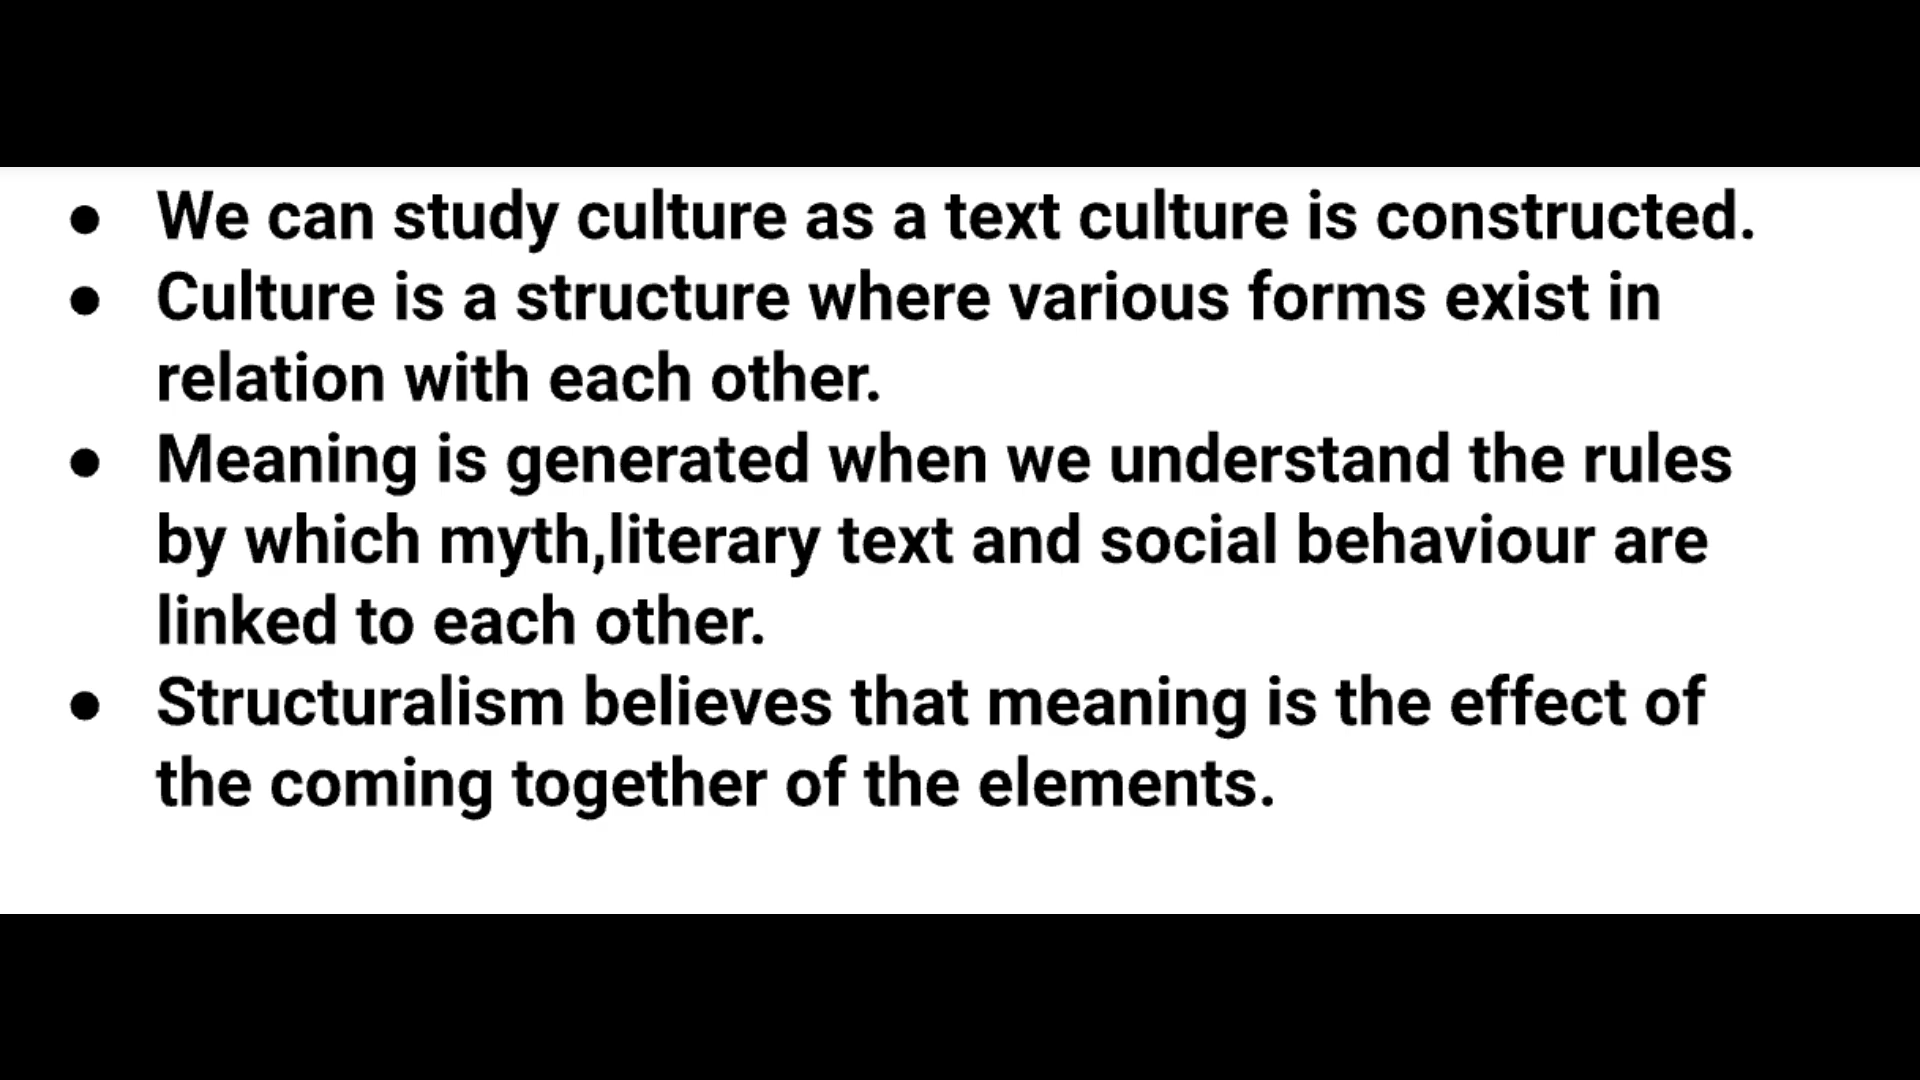 ● We can study culture as a text culture is constructed.
● Culture is a structure where various forms exist in
relation with each other.
● Meaning is generated when we understand the rules
by which myth,literary text and social behaviour are
linked to each other.
● Structuralism believes that meaning is the effect of
the coming together of the elements.